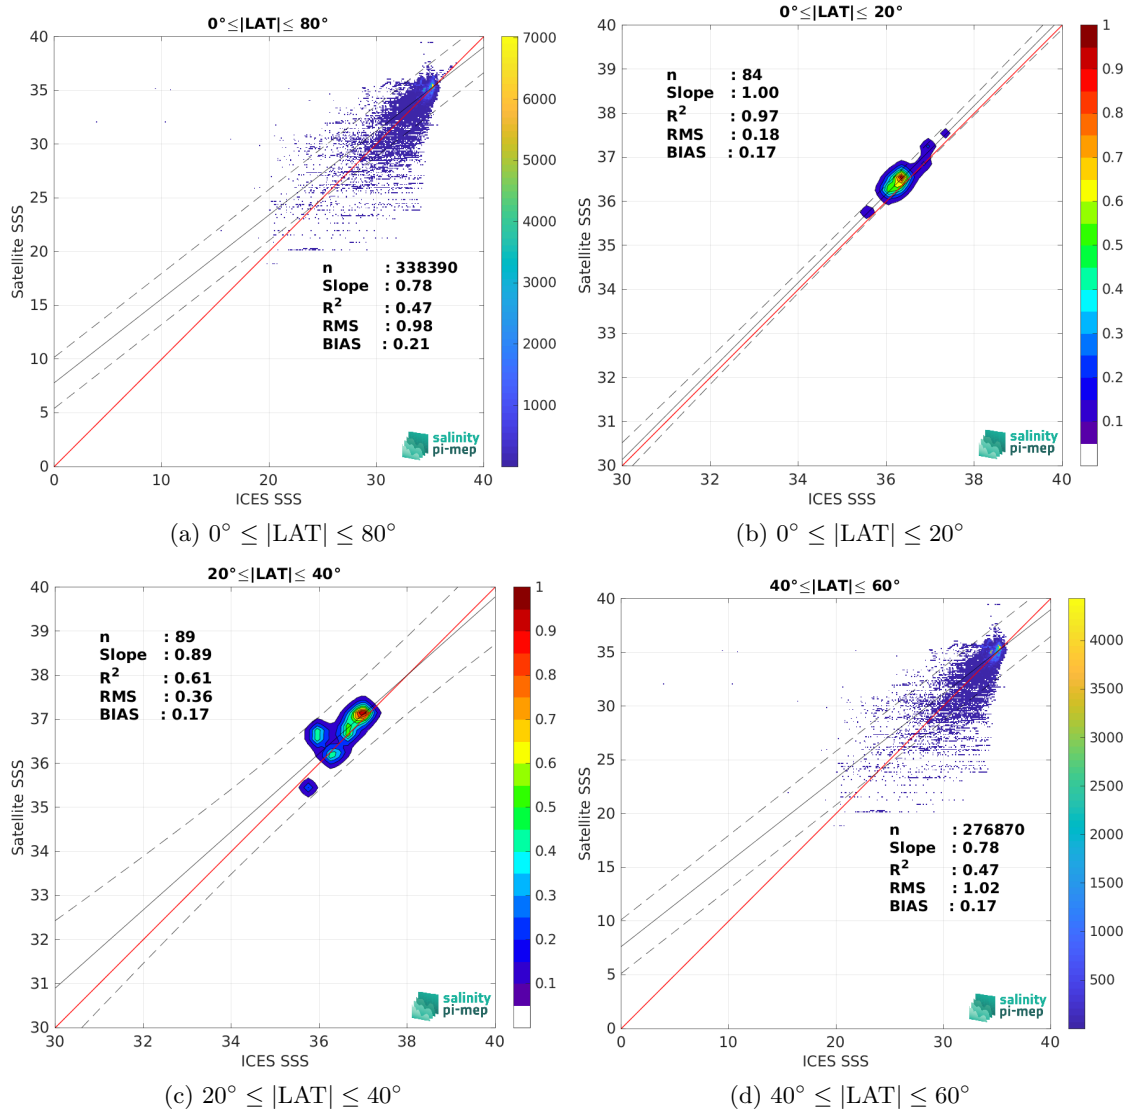 0°≤|LAT|≤ 80°
40
35
30
25
20
15
10
5
0
Satellite SSS
0
10
20
30
40
ICES SSS
n : 338390
Slope : 0.78
R² : 0.47
RMS : 0.98
BIAS : 0.21
salinity
pi-mep
7000
6000
5000
4000
3000
2000
1000
(a) 0° ≤ |LAT| ≤ 80°
0°≤|LAT|≤ 20°
40
39
38
37
36
35
34
33
32
31
30
Satellite SSS
30
32
34
36
38
40
ICES SSS
n : 84
Slope : 1.00
R² : 0.97
RMS : 0.18
BIAS : 0.17
salinity
pi-mep
1
0.9
0.8
0.7
0.6
0.5
0.4
0.3
0.2
0.1
(b) 0° ≤ |LAT| ≤ 20°
20°≤|LAT|≤ 40°
40
39
38
37
36
35
34
33
32
31
30
Satellite SSS
30
32
34
36
38
40
ICES SSS
n : 89
Slope : 0.89
R² : 0.61
RMS : 0.36
BIAS : 0.17
salinity
pi-mep
1
0.9
0.8
0.7
0.6
0.5
0.4
0.3
0.2
0.1
(c) 20° ≤ |LAT| ≤ 40°
40°≤|LAT|≤ 60°
40
35
30
25
20
15
10
5
0
Satellite SSS
0
10
20
30
40
ICES SSS
n : 276870
Slope : 0.78
R² : 0.47
RMS : 1.02
BIAS : 0.17
salinity
pi-mep
4000
3500
3000
2500
2000
1500
1000
500
(d) 40° ≤ |LAT| ≤ 60°